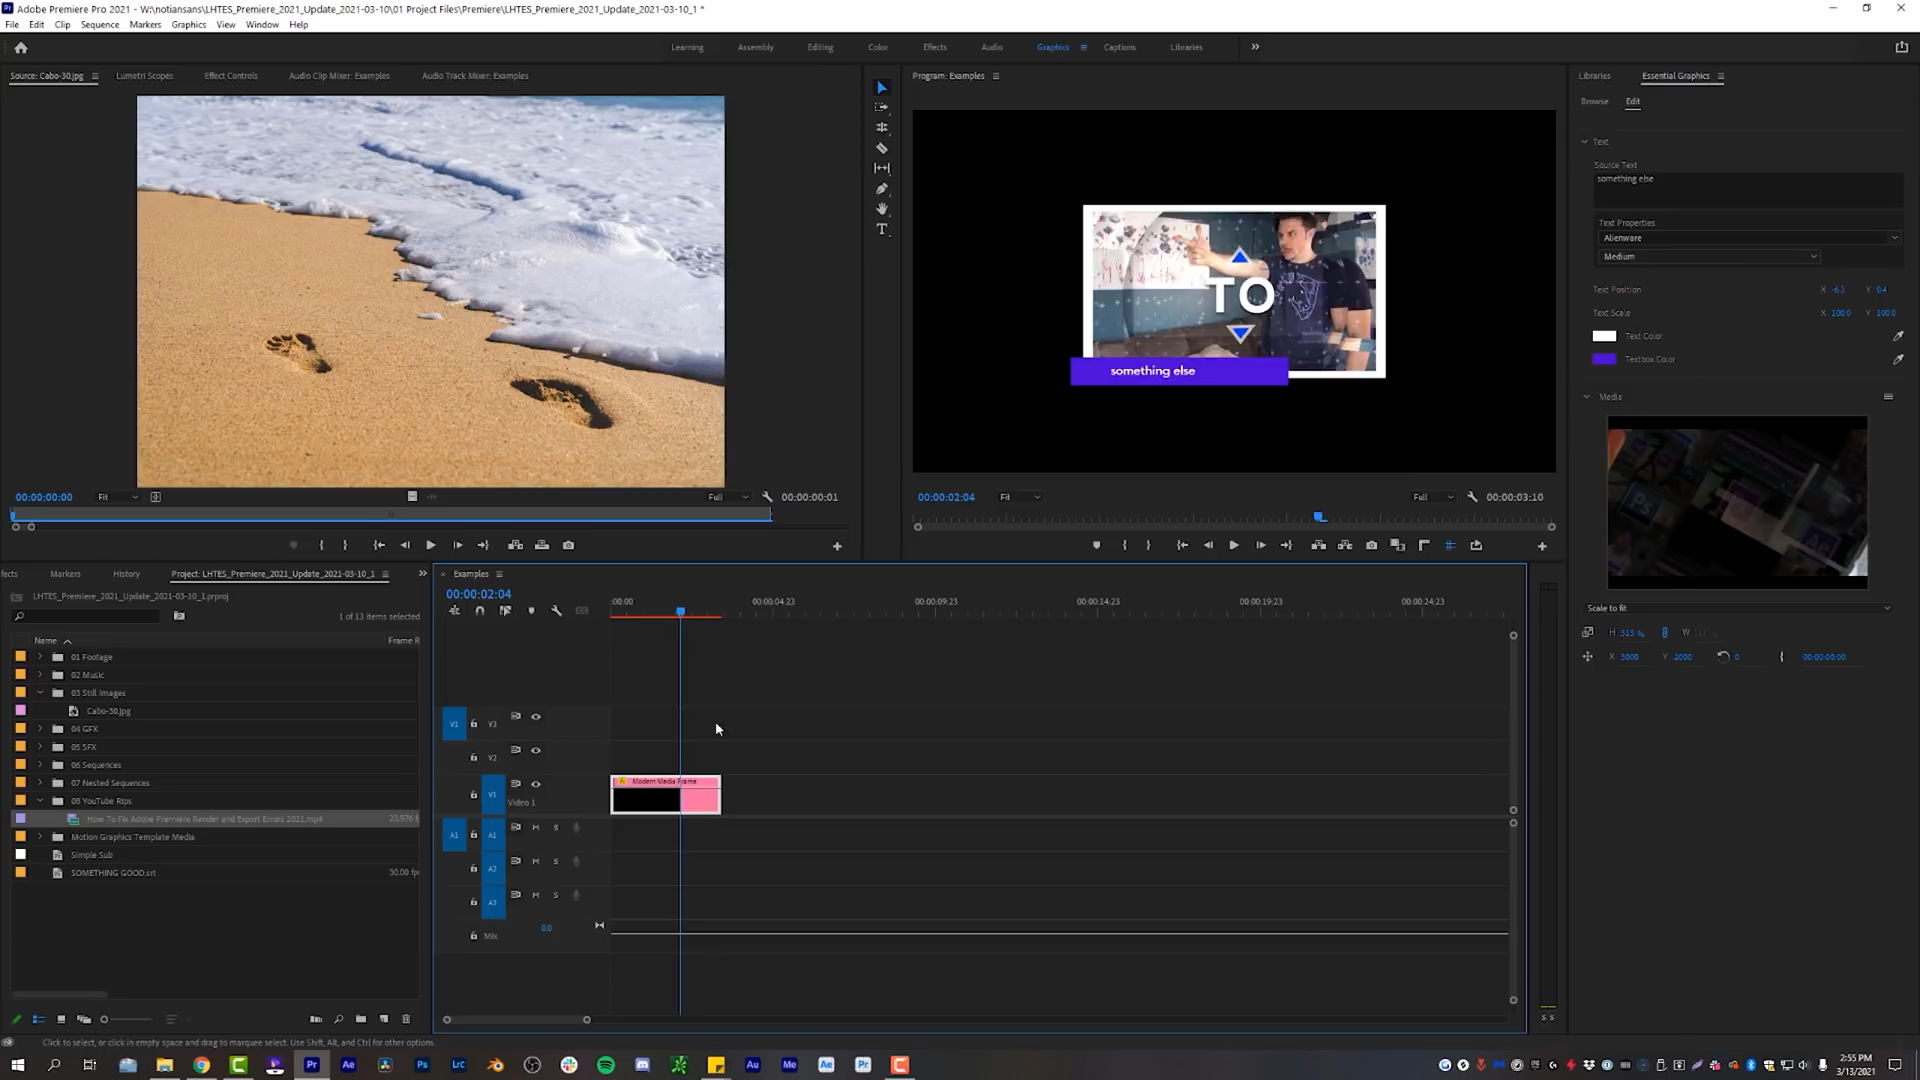 Adobe Premiere Pro 2021 - W:\notiansans\LHTES_Premiere_2021_Update_2021-03-10\01 Project Files\Premiere\LHTES_Premiere_2021_Update_2021-03-10_1 *
File Edit Clip Sequence Markers Graphics View Window Help
Learning Assembly Editing Color Effects Audio Graphics Captions Libraries
Source: Cabo-30.jpg Lumetri Scopes Effect Controls Audio Clip Mixer: Examples Audio Track Mixer: Examples
Program: Examples
Libraries Essential Graphics
Browse Edit
Text
Source Text
something else
Text Properties
Alienware
Medium
Text Position X -6.3 Y 0.4
Text Scale X 100.0 Y 100.0
Text Color
Textbox Color
Media
TO
something else
00:00:00:00 Fit Full 00:00:00:01
00:00:02:04 Fit Full 00:00:03:10
Scale to fit
H 313 % W
X 3000 Y 2000 0 00:00:00:00
fects Markers History Project: LHTES_Premiere_2021_Update_2021-03-10_1
LHTES_Premiere_2021_Update_2021-03-10_1.prproj
1 of 13 items selected
Name Frame R
01 Footage
02 Music
03 Still Images
Cabo-30.jpg
04 GFX
05 SFX
06 Sequences
07 Nested Sequences
08 YouTube Rips
How To Fix Adobe Premiere Render and Export Errors 2021.mp4 23.976 f
Motion Graphics Template Media
Simple Sub
SOMETHING GOOD.srt 30.00 fp
Examples
00:00:02:04
:00:00 00:00:04:23 00:00:09:23 00:00:14:23 00:00:19:23 00:00:24:23
V1 V3
V2
V1 Video 1
Modern Media Frame
A1 A1 M S
A2 M S
A3 M S
Mix 0.0
S S
Click to select, or click in empty space and drag to marquee select. Use Shift, Alt, and Ctrl for other options.
Pr Ae Ps Lrc Au Me Ae Pr
2:55 PM
3/13/2021